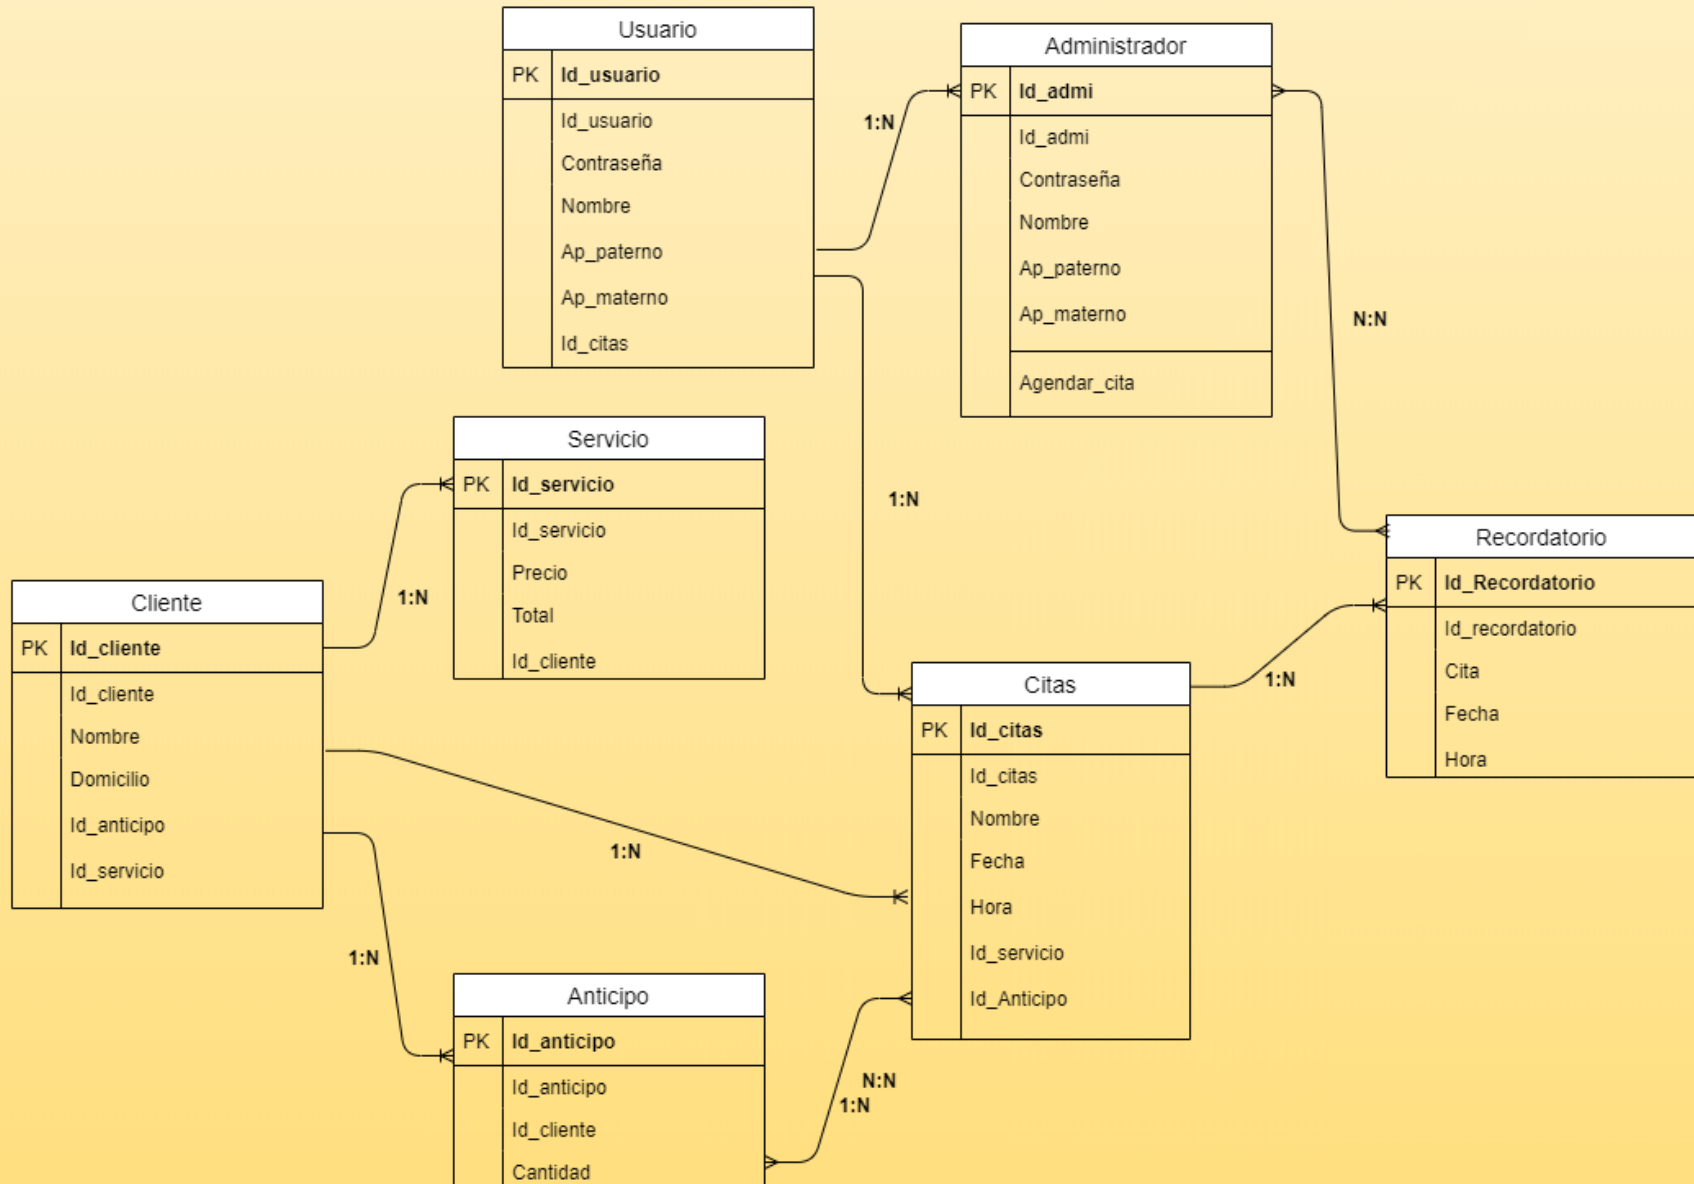 Usuario
PK Id_usuario
Id_usuario
Contraseña
Nombre
Ap_paterno
Ap_materno
Id_citas
1:N
Administrador
PK Id_admi
Id_admi
Contraseña
Nombre
Ap_paterno
Ap_materno
Agendar_cita
N:N
Servicio
PK Id_servicio
Id_servicio
Precio
Total
Id_cliente
1:N
1:N
Recordatorio
PK Id_Recordatorio
Id_recordatorio
Cita
Fecha
Hora
Cliente
PK Id_cliente
Id_cliente
Nombre
Domicilio
Id_anticipo
Id_servicio
1:N
1:N
Citas
PK Id_citas
Id_citas
Nombre
Fecha
Hora
Id_servicio
Id_Anticipo
1:N
1:N
Anticipo
PK Id_anticipo
Id_anticipo
Id_cliente
Cantidad
N:N
1:N